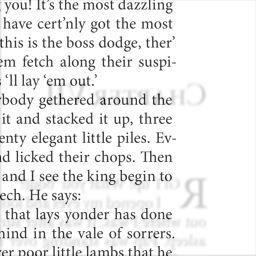 you! It’s the most dazzling
have cert’nly got the most
this is the boss dodge, ther’
em fetch along their suspi-
‘ll lay ‘em out.’
rybody gethered around the
it and stacked it up, three
enty elegant little piles. Ev-
nd licked their chops. Then
and I see the king begin to
ech. He says:
that lays yonder has done
hind in the vale of sorrers.
er poor little lambs that he